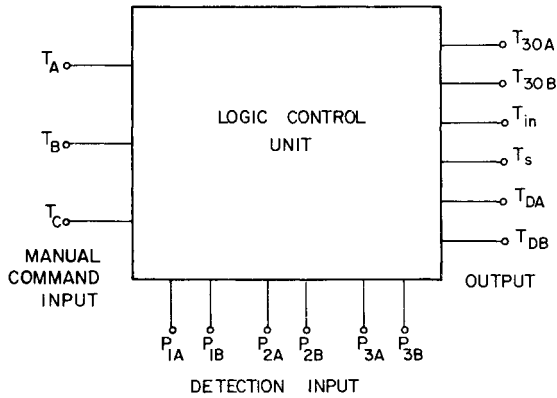 T_A
T_B
T_C
MANUAL
COMMAND
INPUT
LOGIC CONTROL
UNIT
T_30A
T_30B
T_in
T_s
T_DA
T_DB
OUTPUT
P_1A P_1B P_2A P_2B P_3A P_3B
DETECTION INPUT